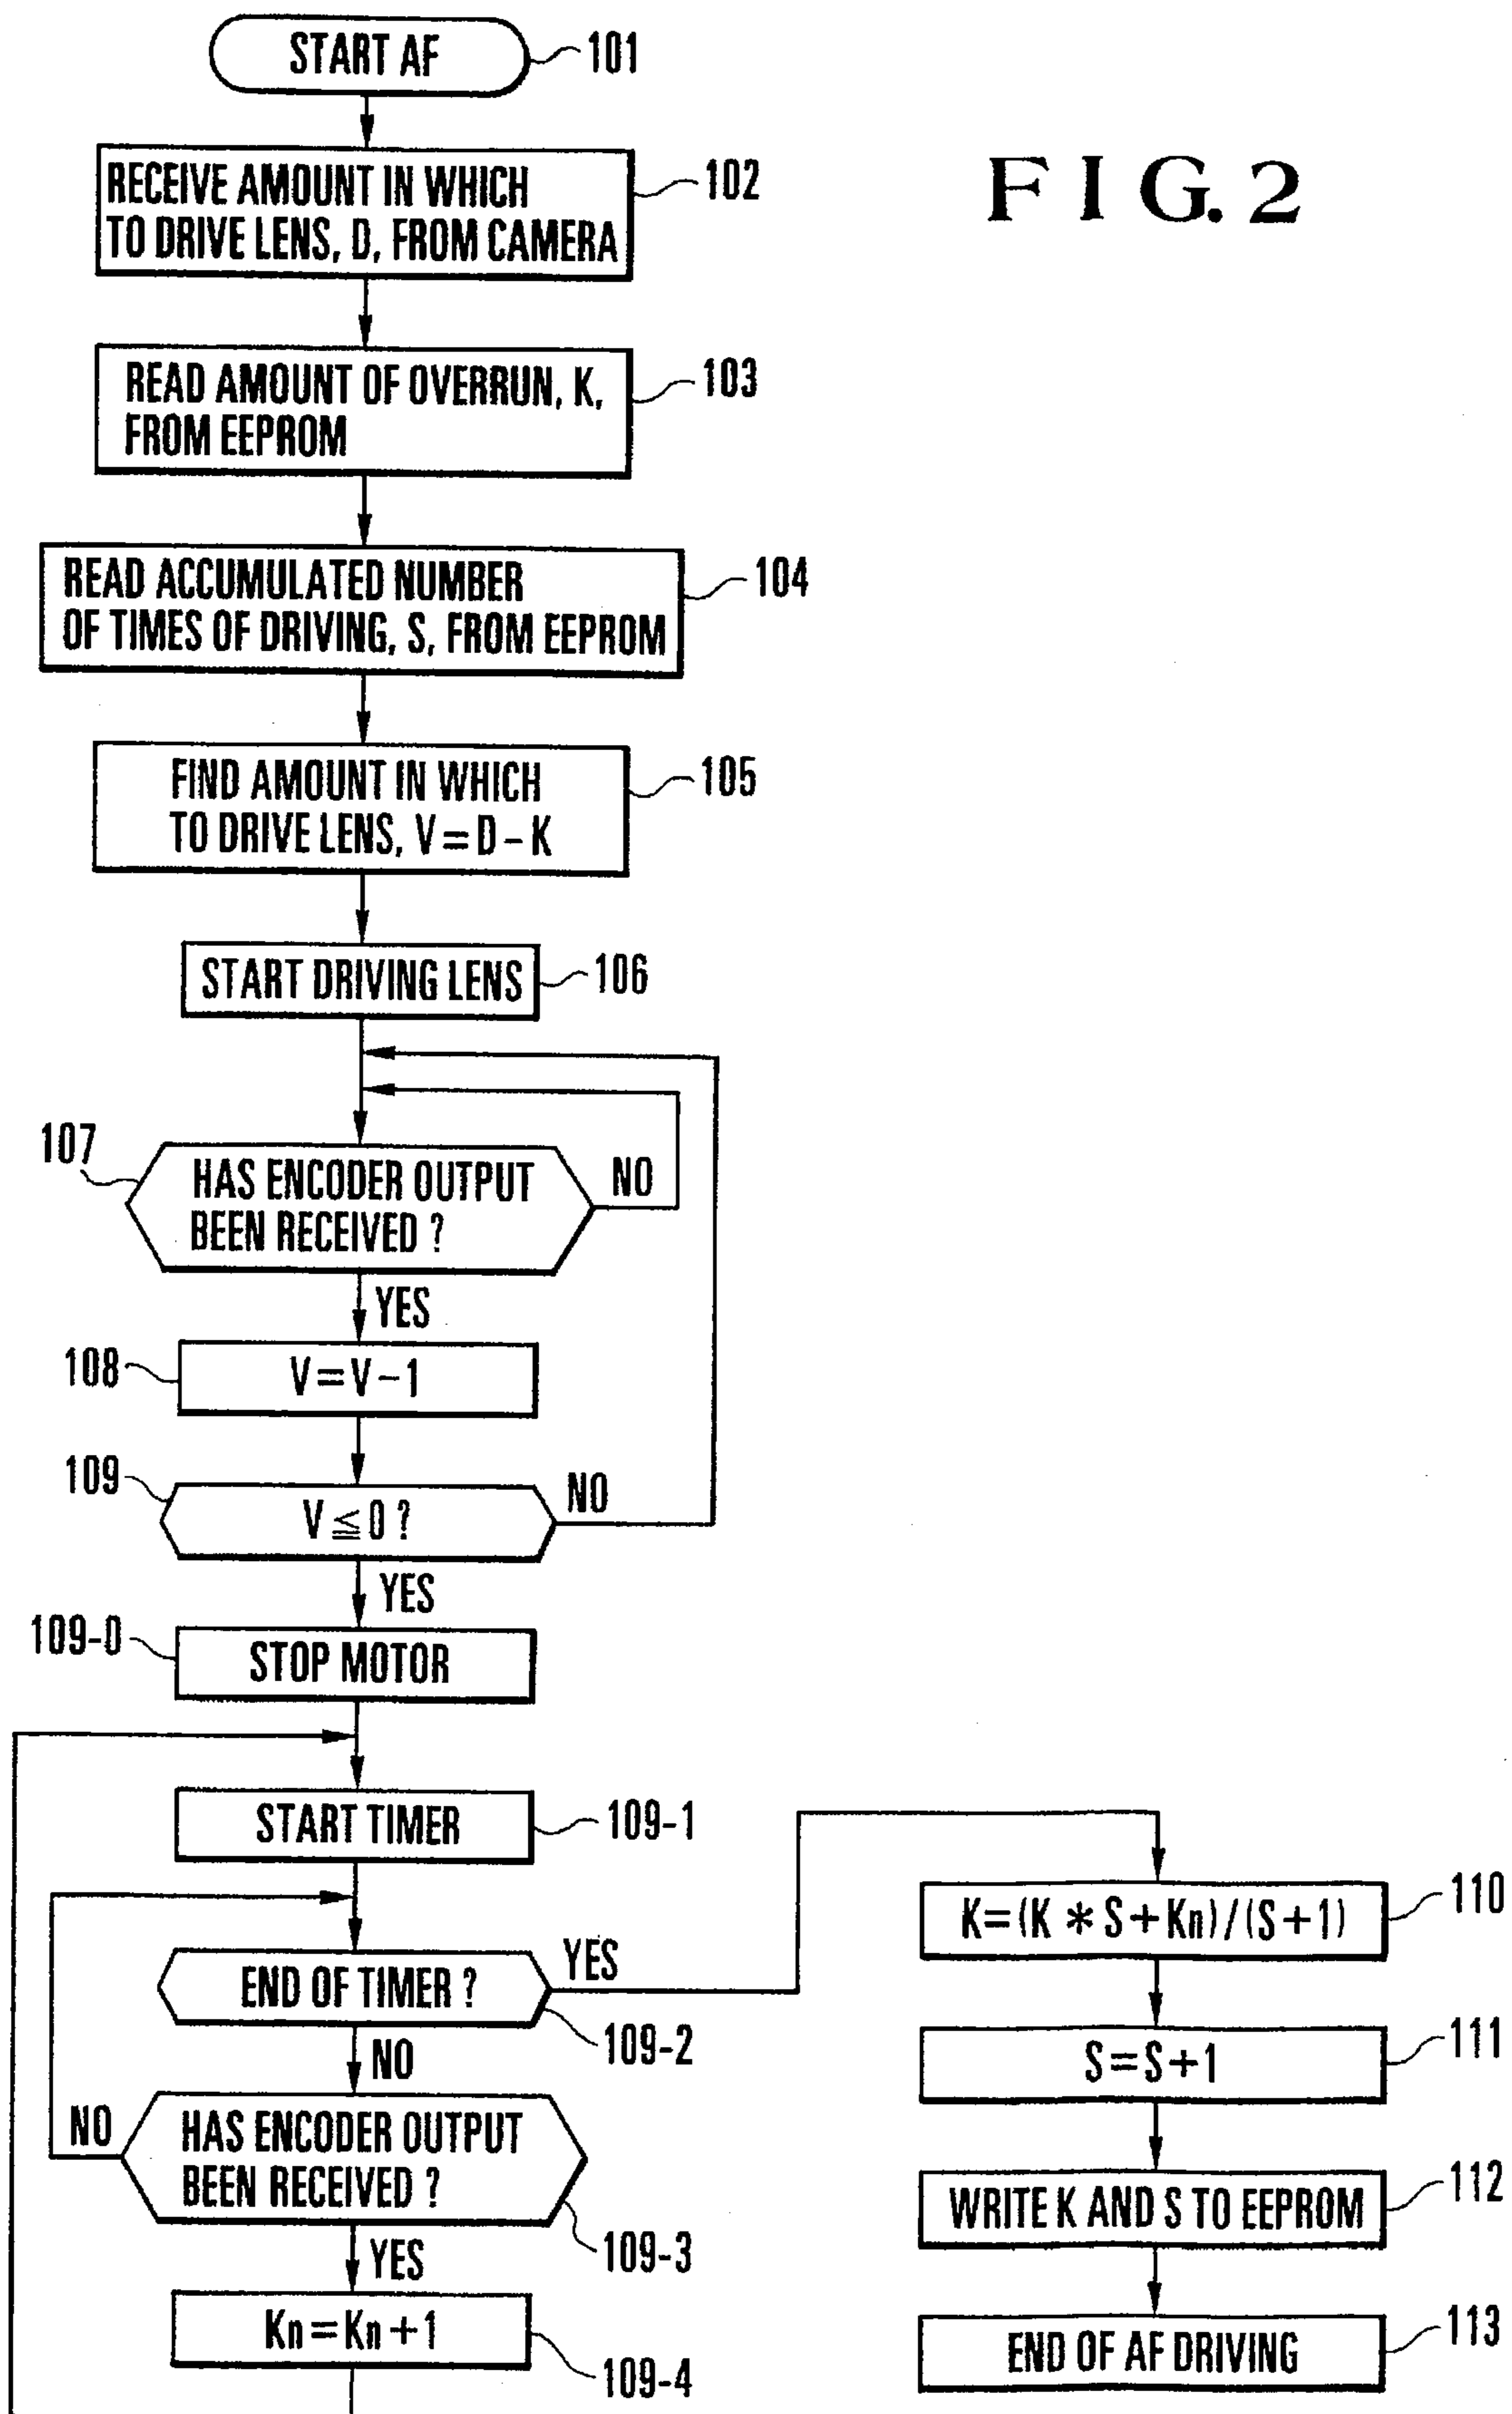 START AF
101
FIG. 2
RECEIVE AMOUNT IN WHICH
TO DRIVE LENS, D, FROM CAMERA
102
READ AMOUNT OF OVERRUN, K,
FROM EEPROM
103
READ ACCUMULATED NUMBER
OF TIMES OF DRIVING, S, FROM EEPROM
104
FIND AMOUNT IN WHICH
TO DRIVE LENS, V=D-K
105
START DRIVING LENS
106
107
HAS ENCODER OUTPUT
BEEN RECEIVED ?
NO
YES
108
V=V-1
109
V≦0 ?
NO
YES
109-0
STOP MOTOR
START TIMER
109-1
END OF TIMER ?
YES
109-2
NO
HAS ENCODER OUTPUT
BEEN RECEIVED ?
NO
109-3
YES
Kn=Kn+1
109-4
K=(K * S+Kn)/(S+1)
110
S=S+1
111
WRITE K AND S TO EEPROM
112
END OF AF DRIVING
113